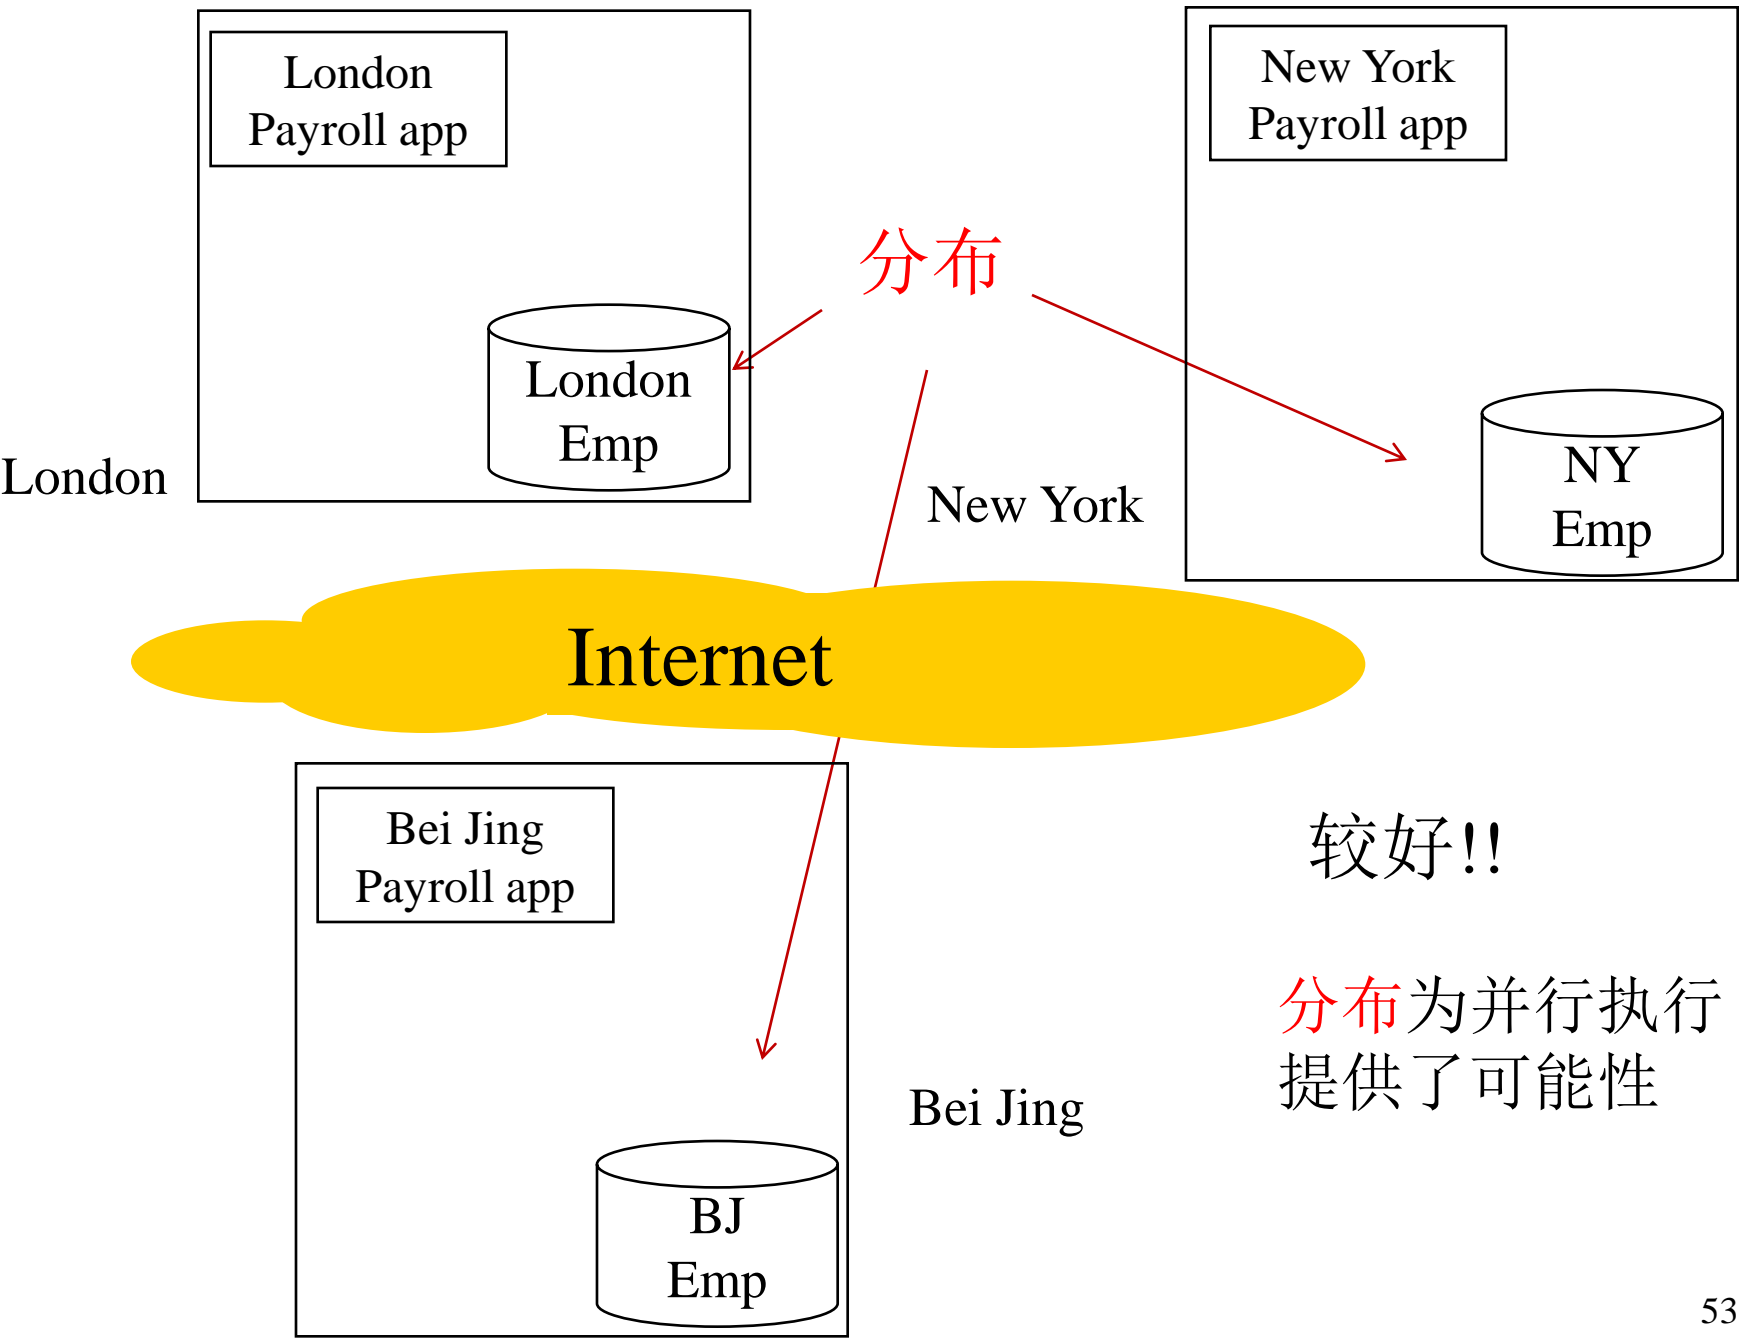 London
Payroll app
New York
Payroll app
分布
London
Emp
London
New York
NY
Emp
Internet
Bei Jing
Payroll app
较好!!
分布为并行执行
提供了可能性
Bei Jing
BJ
Emp
53